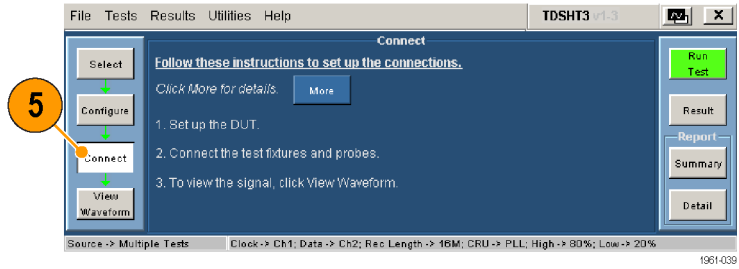 File Tests Results Utilities Help TDSHT3 v1-3 X
Connect
Select
Configure
Connect
View
Waveform
5
Follow these instructions to set up the connections.
Click More for details. More
1. Set up the DUT.
2. Connect the test fixtures and probes.
3. To view the signal, click View Waveform.
Run
Test
Result
Report
Summary
Detail
Source -> Multiple Tests Clock -> Ch1; Data -> Ch2; Rec Length -> 16M; CRU -> PLL; High -> 80%; Low -> 20%
1961-039